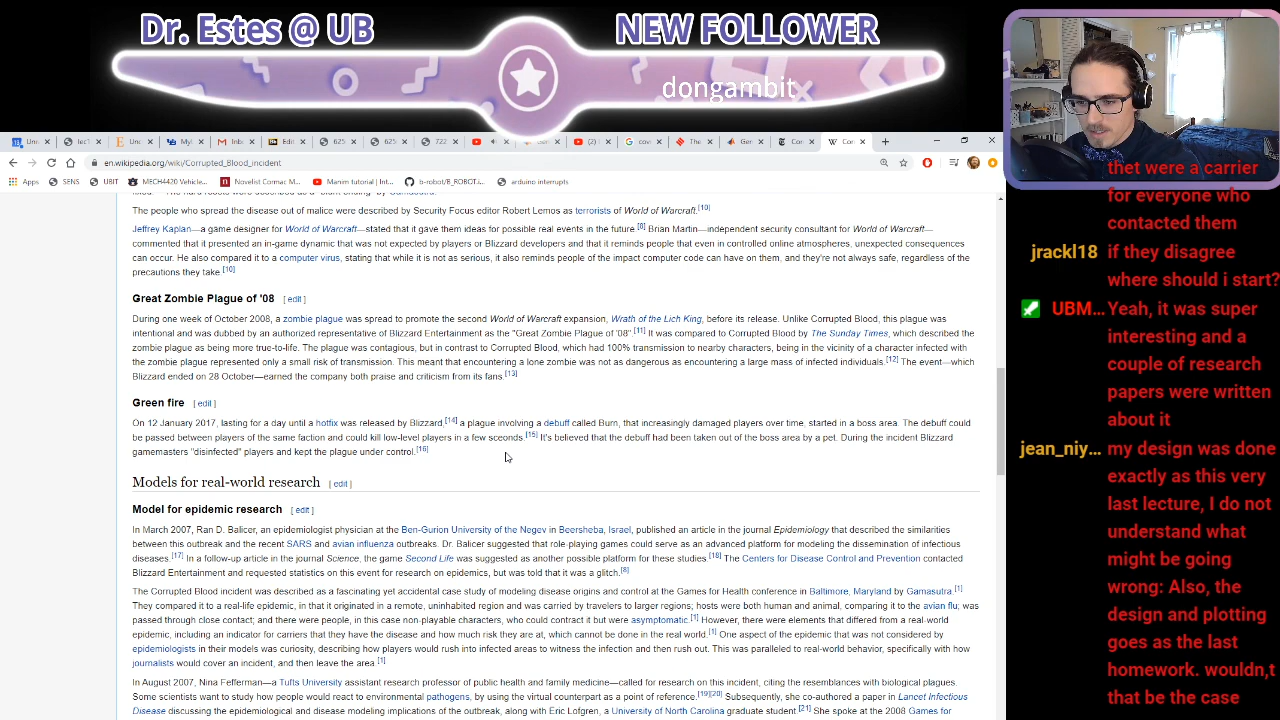 Dr. Estes @ UB
NEW FOLLOWER
dongambit
en.wikipedia.org/wiki/Corrupted_Blood_incident
Apps
SENS
UBIT
MECH4420 Vehicle...
Novelist Cormac M...
Manim tutorial | Int...
b-robot/B_ROBOT...
arduino interrupts
The people who spread the disease out of malice were described by Security Focus editor Robert Lemos as terrorists of World of Warcraft.[10]
Jeffrey Kaplan—a game designer for World of Warcraft—stated that it gave them ideas for possible real events in the future.[8] Brian Martin—independent security consultant for World of Warcraft—
commented that it presented an in-game dynamic that was not expected by players or Blizzard developers and that it reminds people that even in controlled online atmospheres, unexpected consequences
can occur. He also compared it to a computer virus, stating that while it is not as serious, it also reminds people of the impact computer code can have on them, and they're not always safe, regardless of the
precautions they take.[10]
Great Zombie Plague of '08 [ edit ]
During one week of October 2008, a zombie plague was used to promote the second World of Warcraft expansion, Wrath of the Lich King, before its release. Unlike Corrupted Blood, this plague was
intentional and was dubbed by an authorized representative of Blizzard Entertainment as the "Great Zombie Plague of '08".[11] It was compared to Corrupted Blood by The Sunday Times, which described the
zombie plague as being more true-to-life. The plague was contagious, but in contrast to Corrupted Blood, which had 100% transmission to nearby characters, being in the vicinity of a character infected with
the zombie plague represented only a small risk of transmission. This meant that encountering a lone zombie was not as dangerous as encountering a large mass of infected individuals.[12] The event—which
Blizzard ended on 28 October—earned the company both praise and criticism from its fans.[13]
Green fire [ edit ]
On 12 January 2017, lasting for a day until a hotfix was released by Blizzard,[14] a plague involving a debuff called Burn, that increasingly damaged players over time, started in a boss area. The debuff could
be passed between players of the same faction and could kill low-level players in a few seconds.[15] It's believed that the debuff had been taken out of the boss area by a pet. During the incident Blizzard
gamemasters "disinfected" players and kept the plague under control.[16]
Models for real-world research [ edit ]
Model for epidemic research [ edit ]
In March 2007, Ran D. Balicer, an epidemiologist physician at the Ben-Gurion University of the Negev in Beersheba, Israel, published an article in the journal Epidemiology that described the similarities
between this outbreak and the recent SARS and avian influenza outbreaks. Dr. Balicer suggested that role-playing games could serve as an advanced platform for modeling the dissemination of infectious
diseases.[17] In a follow-up article in the journal Science, the game Second Life was suggested as another possible platform for these studies.[18] The Centers for Disease Control and Prevention contacted
Blizzard Entertainment and requested statistics on this event for research on epidemics, but was told that it was a glitch.[8]
The Corrupted Blood incident was described as a fascinating yet accidental case study of modeling disease origins and control at the Games for Health conference in Baltimore, Maryland by Gamasutra.[1]
They compared it to a real-life epidemic, in that it originated in a remote, uninhabited region and was carried by travelers to larger regions; hosts were both human and animal, comparing it to the avian flu; was
passed through close contact; and there were people, in this case non-playable characters, who could contract it but were asymptomatic.[1] However, there were elements that differed from a real-world
epidemic, including an indicator for carriers that they have the disease and how much risk they are at, which cannot be done in the real world.[1] One aspect of the epidemic that was not considered by
epidemiologists in their models was curiosity, describing how players would rush into infected areas to witness the infection and then rush out. This was paralleled to real-world behavior, specifically with how
journalists would cover an incident, and then leave the area.[1]
In August 2007, Nina Fefferman—a Tufts University assistant research professor of public health and family medicine—called for research on this incident, citing the resemblances with biological plagues.
Some scientists want to study how people would react to environmental pathogens, by using the virtual counterpart as a point of reference.[19][20] Subsequently, she co-authored a paper in Lancet Infectious
Disease discussing the epidemiological and disease modeling implications of the outbreak, along with Eric Lofgren, a University of North Carolina graduate student.[21] She spoke at the 2008 Games for
thet were a carrier
for everyone who
contacted them
jrackl18 if they disagree
where should i start?
UBM... Yeah, it was super
interesting and a
couple of research
papers were written
about it
jean_niy... my design was done
exactly as this very
last lecture, I do not
understand what
might be going
wrong: Also, the
design and plotting
goes as the last
homework. wouldn,t
that be the case